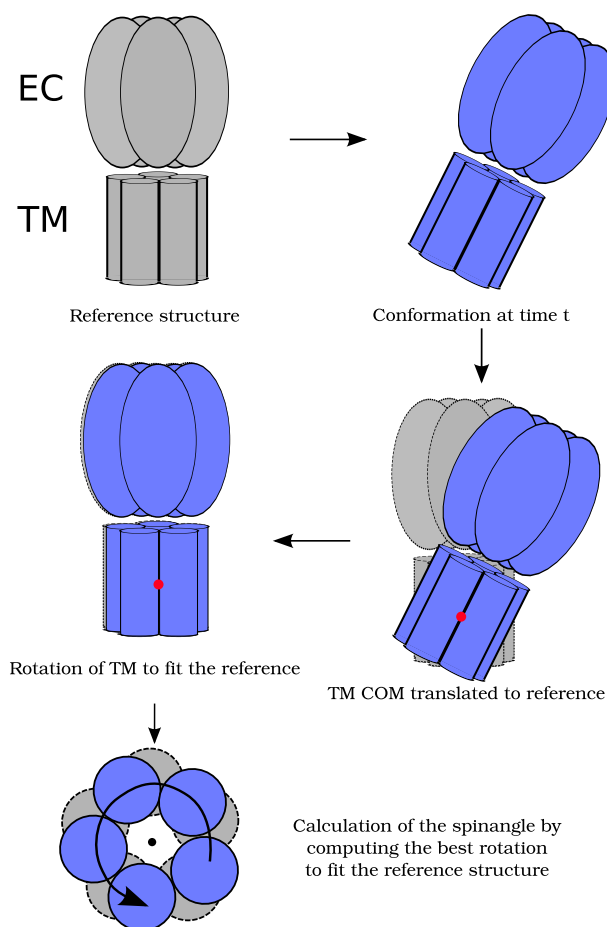 EC
TM
Reference structure
Conformation at time t
Rotation of TM to fit the reference
TM COM translated to reference
Calculation of the spinangle by
computing the best rotation
to fit the reference structure